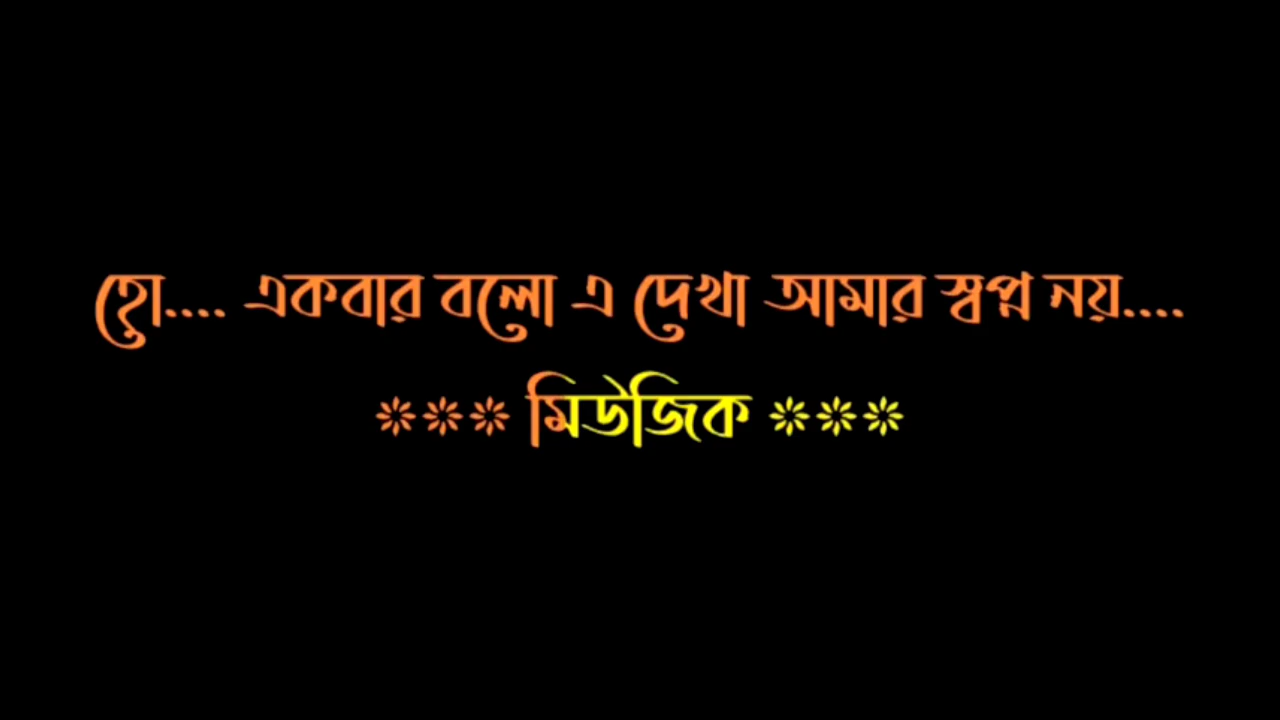 হো.... একবার বলো এ দেখা আমার স্বপ্ন নয়....
*** মিউজিক ***